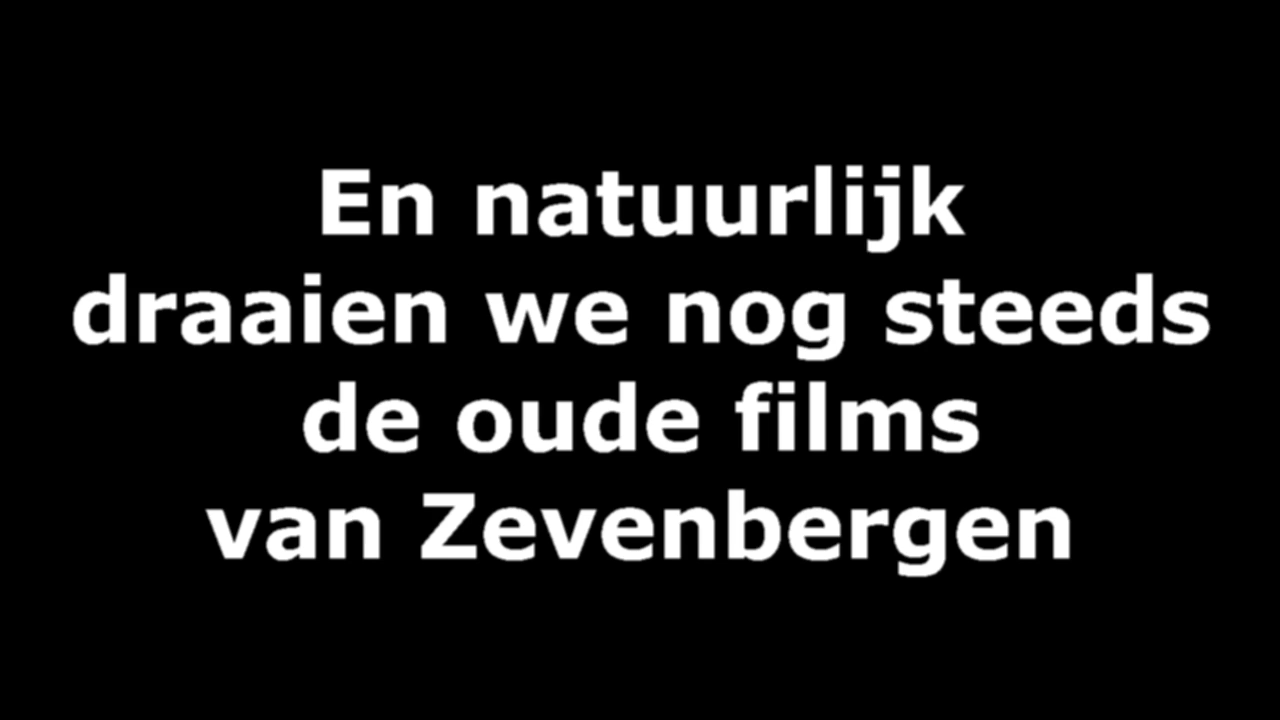 En natuurlijk
draaien we nog steeds
de oude films
van Zevenbergen